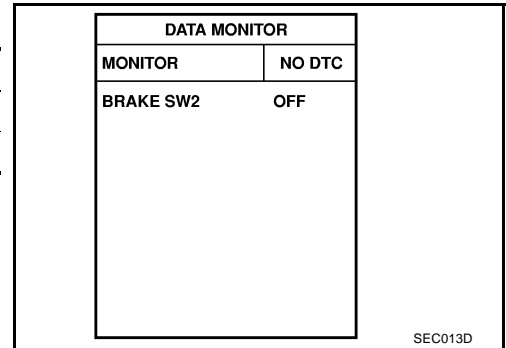 DATA MONITOR
MONITOR NO DTC
BRAKE SW2 OFF
SEC013D